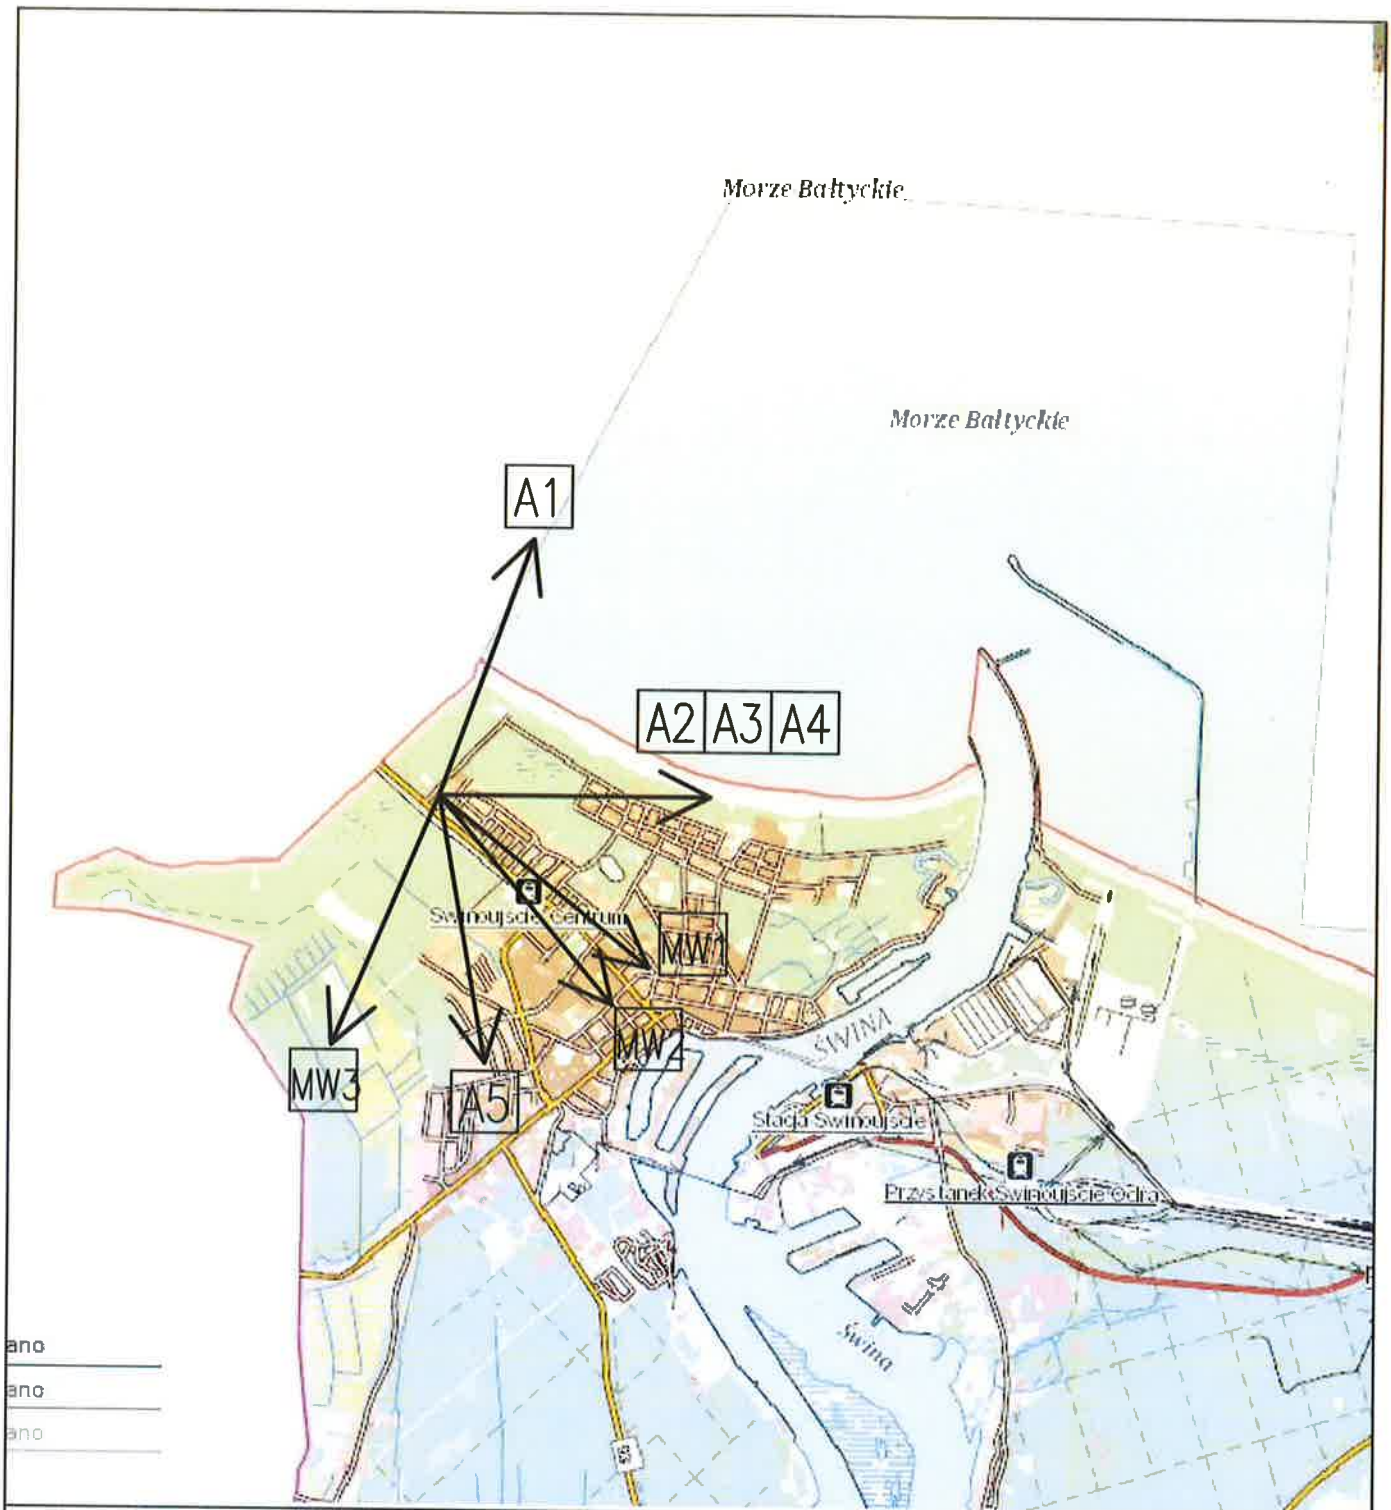 Morze Bałtyckie
Morze Bałtyckie
A1
A2 A3 A4
Świnoujście Centrum
MW1
ŚWINA
MW2
MW3
A5
Stacja Świnoujście
Przystanek Świnoujście Odra
Świna
ano
ano
ano
93